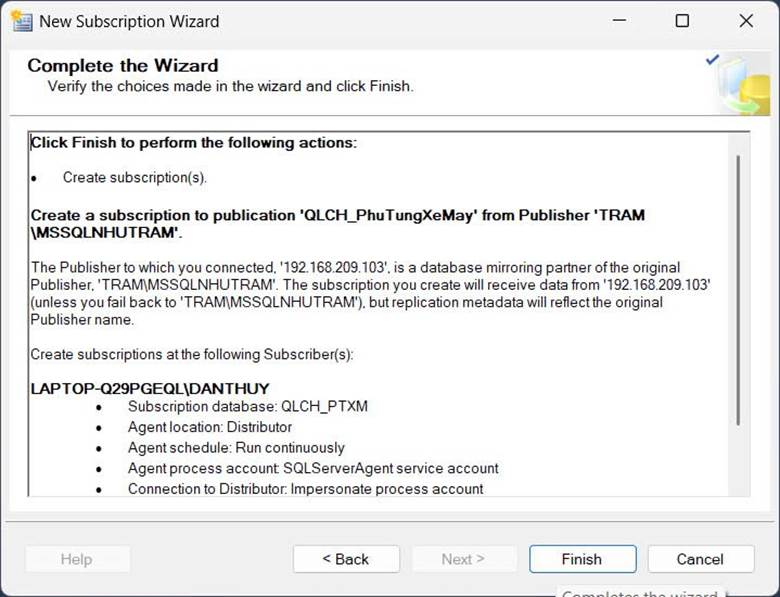 New Subscription Wizard
Complete the Wizard
Verify the choices made in the wizard and click Finish.
Click Finish to perform the following actions:
• Create subscription(s).
Create a subscription to publication 'QLCH_PhuTungXeMay' from Publisher 'TRAM
\MSSQLNHUTRAM'.
The Publisher to which you connected, '192.168.209.103', is a database mirroring partner of the original
Publisher, 'TRAM\MSSQLNHUTRAM'. The subscription you create will receive data from '192.168.209.103'
(unless you fail back to 'TRAM\MSSQLNHUTRAM'), but replication metadata will reflect the original
Publisher name.
Create subscriptions at the following Subscriber(s):
LAPTOP-Q29PGEQL\DANTHUY
• Subscription database: QLCH_PTXM
• Agent location: Distributor
• Agent schedule: Run continuously
• Agent process account: SQLServerAgent service account
• Connection to Distributor: Impersonate process account
Help
< Back
Next >
Finish
Cancel
Completes the wizard